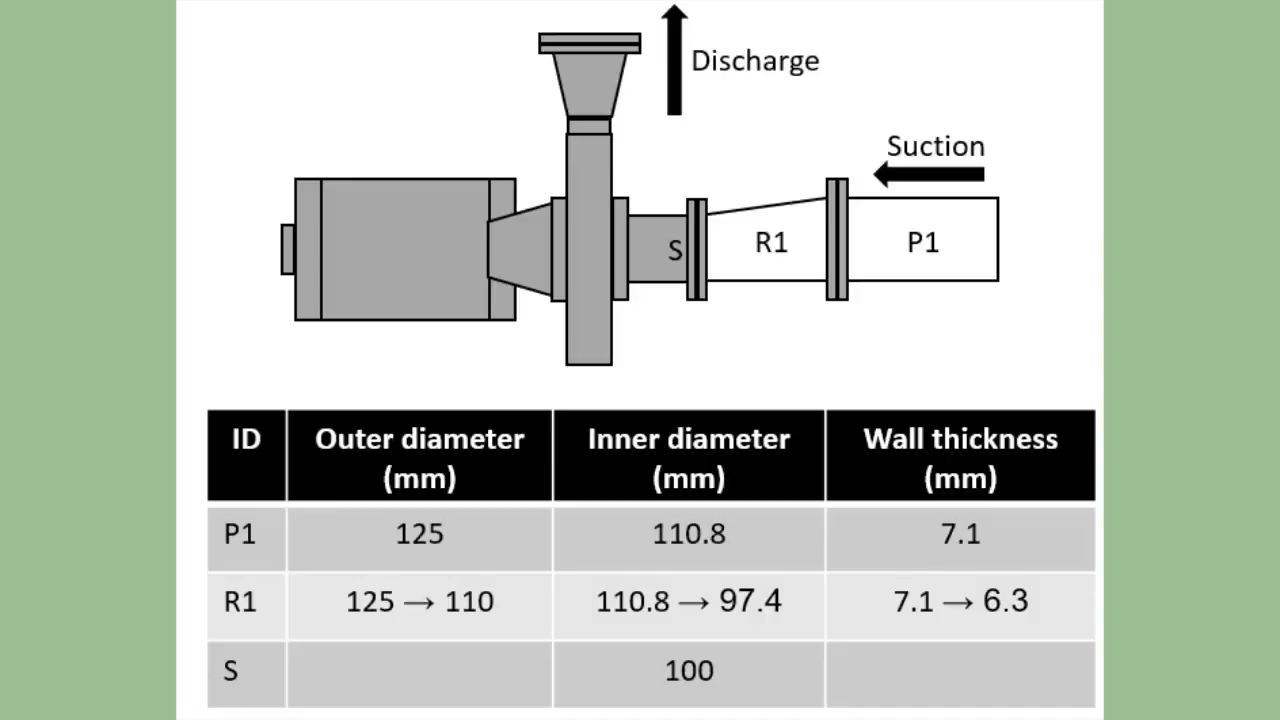 Discharge
Suction
S
R1
P1
ID
Outer diameter
(mm)
Inner diameter
(mm)
Wall thickness
(mm)
P1
125
110.8
7.1
R1
125 → 110
110.8 → 97.4
7.1 → 6.3
S
100